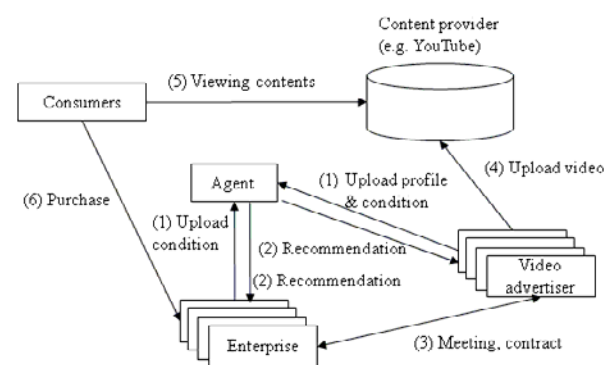 Content provider
(e.g. YouTube)
(5) Viewing contents
Consumers
(4) Upload video
Agent
(1) Upload profile
& condition
(6) Purchase
(1) Upload
condition
(2) Recommendation
(2) Recommendation
Video
advertiser
Enterprise
(3) Meeting, contract